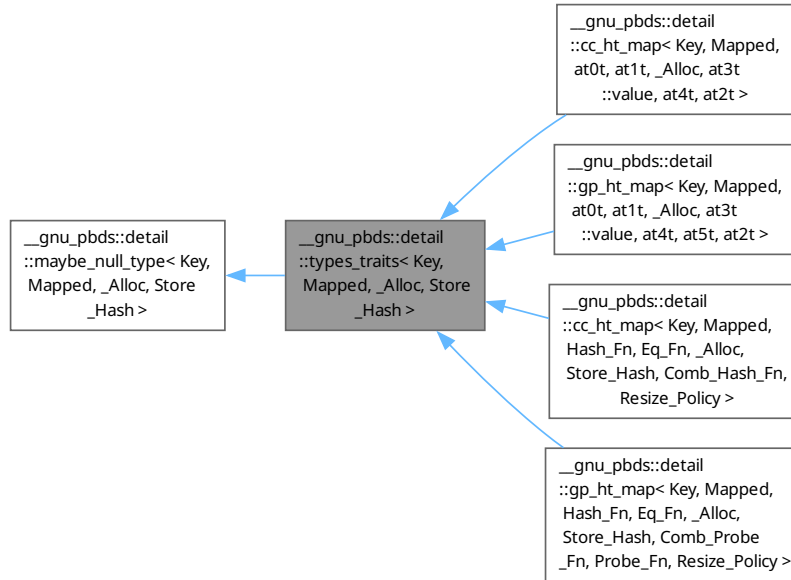 __gnu_pbds::detail
::maybe_null_type< Key,
Mapped, _Alloc, Store
_Hash >
__gnu_pbds::detail
::types_traits< Key,
Mapped, _Alloc, Store
_Hash >
__gnu_pbds::detail
::cc_ht_map< Key, Mapped,
at0t, at1t, _Alloc, at3t
::value, at4t, at2t >
__gnu_pbds::detail
::gp_ht_map< Key, Mapped,
at0t, at1t, _Alloc, at3t
::value, at4t, at5t, at2t >
__gnu_pbds::detail
::cc_ht_map< Key, Mapped,
Hash_Fn, Eq_Fn, _Alloc,
Store_Hash, Comb_Hash_Fn,
Resize_Policy >
__gnu_pbds::detail
::gp_ht_map< Key, Mapped,
Hash_Fn, Eq_Fn, _Alloc,
Store_Hash, Comb_Probe
_Fn, Probe_Fn, Resize_Policy >